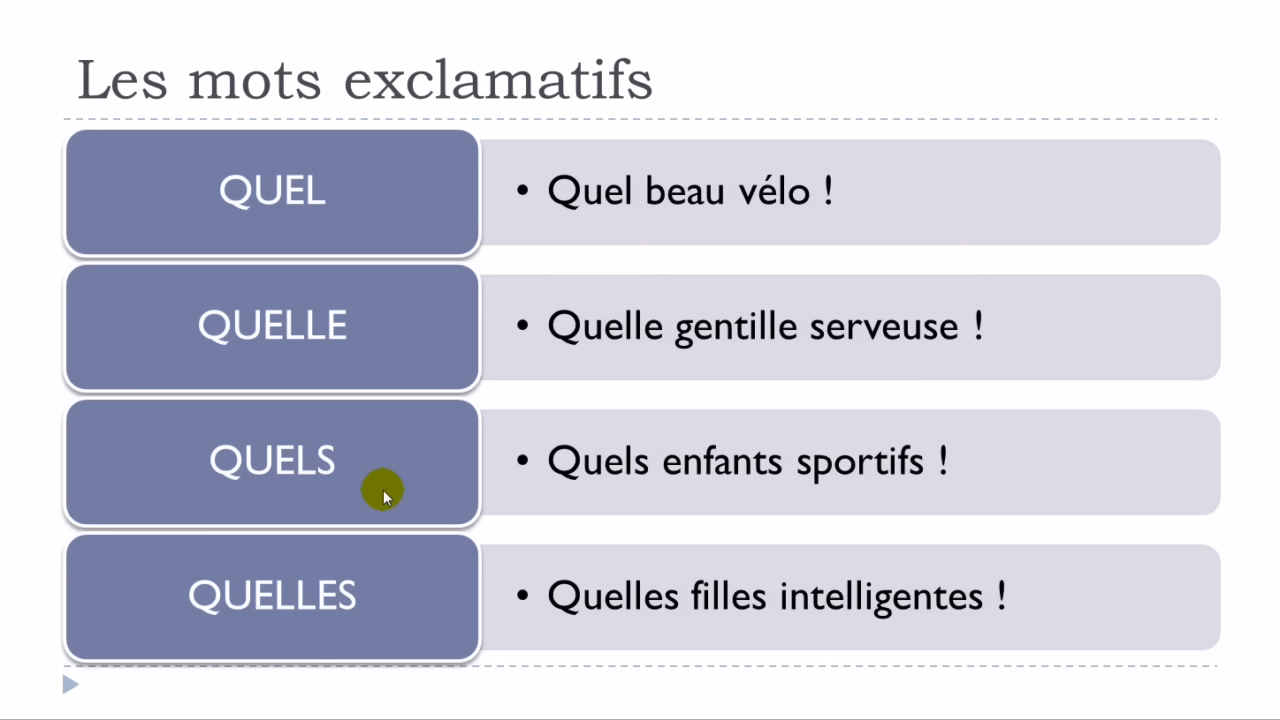 Les mots exclamatifs
QUEL
• Quel beau vélo !
QUELLE
• Quelle gentille serveuse !
QUELS
• Quels enfants sportifs !
QUELLES
• Quelles filles intelligentes !